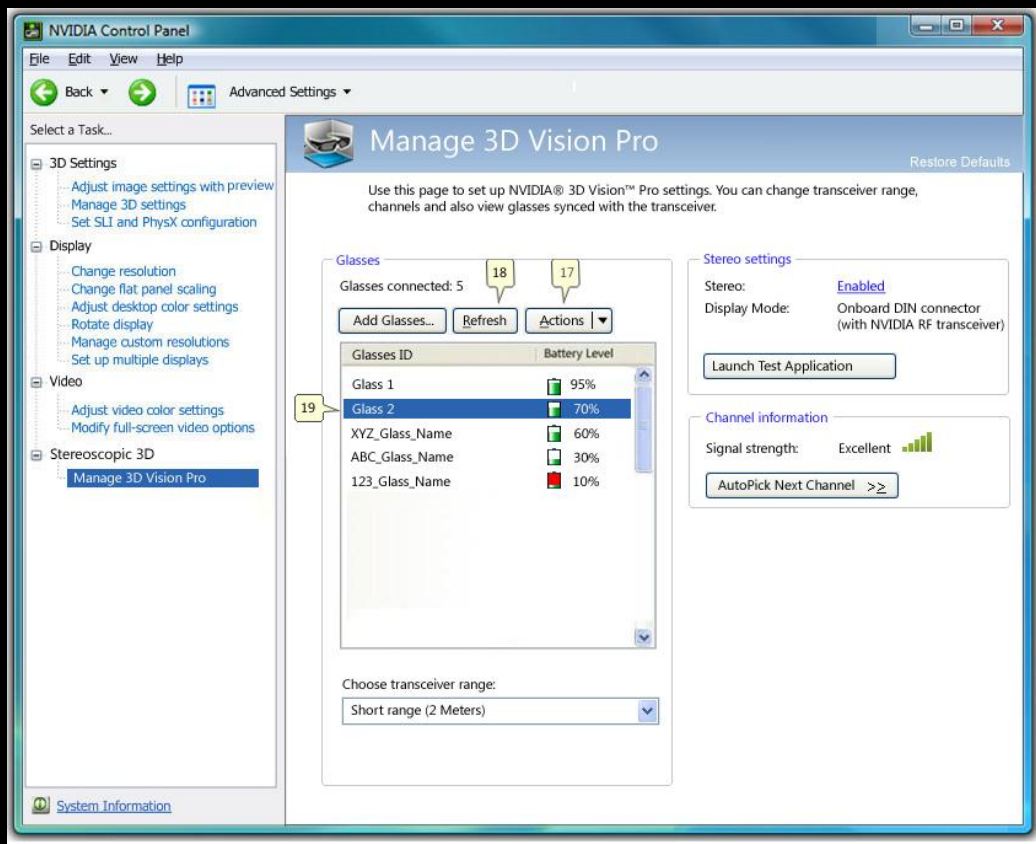 NVIDIA Control Panel
File Edit View Help
Back Advanced Settings
Select a Task...
3D Settings
Adjust image settings with preview
Manage 3D settings
Set SLI and PhysX configuration
Display
Change resolution
Change flat panel scaling
Adjust desktop color settings
Rotate display
Manage custom resolutions
Set up multiple displays
Video
Adjust video color settings
Modify full-screen video options
Stereoscopic 3D
Manage 3D Vision Pro
System Information
Manage 3D Vision Pro
Restore Defaults
Use this page to set up NVIDIA® 3D Vision™ Pro settings. You can change transceiver range,
channels and also view glasses synced with the transceiver.
Glasses
Glasses connected: 5
18 17
Add Glasses... Refresh Actions
Glasses ID Battery Level
Glass 1 95%
19 Glass 2 70%
XYZ_Glass_Name 60%
ABC_Glass_Name 30%
123_Glass_Name 10%
Choose transceiver range:
Short range (2 Meters)
Stereo settings
Stereo: Enabled
Display Mode: Onboard DIN connector
(with NVIDIA RF transceiver)
Launch Test Application
Channel information
Signal strength: Excellent
AutoPick Next Channel >>